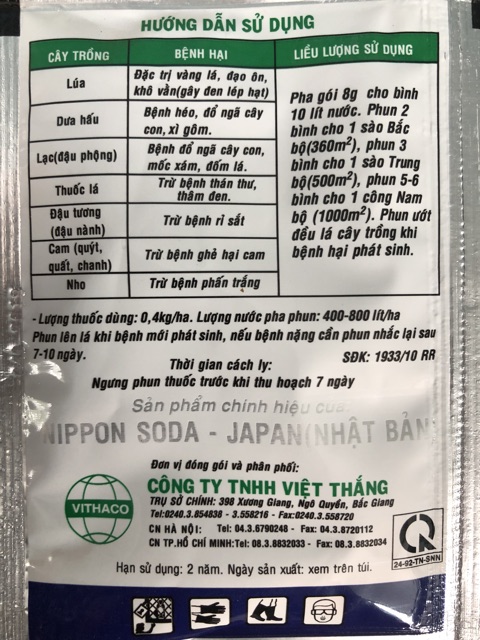 HƯỚNG DẪN SỬ DỤNG
CÂY TRỒNG
BỆNH HẠI
LIỀU LƯỢNG SỬ DỤNG
Lúa
Đặc trị vàng lá, đạo ôn,
khô vằn(gây đen lép hạt)
Dưa hấu
Bệnh héo, đổ ngã cây
con, xì gôm.
Lạc(đậu phộng)
Bệnh đổ ngã cây con,
mốc xám, đốm lá.
Thuốc lá
Trừ bệnh thán thư,
thâm đen.
Đậu tương
(đậu nành)
Trừ bệnh rỉ sắt
Cam (quýt,
quất, chanh)
Trừ bệnh ghẻ hại cam
Nho
Trừ bệnh phấn trắng
Pha gói 8g cho bình
10 lít nước. Phun 2
bình cho 1 sào Bắc
bộ(360m²), phun 3
bình cho 1 sào Trung
bộ(500m²), phun 5-6
bình cho 1 công Nam
bộ (1000m²). Phun ướt
đều lá cây trồng khi
bệnh hại phát sinh.
- Lượng thuốc dùng: 0,4kg/ha. Lượng nước pha phun: 400-800 lít/ha
Phun lên lá khi bệnh mới phát sinh, nếu bệnh nặng cần phun nhắc lại sau
7-10 ngày.
SĐK: 1933/10 RR
Thời gian cách ly:
Ngưng phun thuốc trước khi thu hoạch 7 ngày
Sản phẩm chính hiệu của:
NIPPON SODA - JAPAN(NHẬT BẢN)
Đơn vị đóng gói và phân phối:
CÔNG TY TNHH VIỆT THẮNG
VITHACO
TRỤ SỞ CHÍNH: 398 Xương Giang, Ngô Quyền, Bắc Giang
Tel:0240.3.854838 - 3.558216 - Fax:0240.3.558720
CN HÀ NỘI: Tel: 04.3.6790248 - Fax: 04.3.8720112
CN TP.HỒ CHÍ MINH:Tel: 08.3.8832033 - Fax: 08.3.8832034
24-92-TN-SNN
Hạn sử dụng: 2 năm. Ngày sản xuất: xem trên túi.